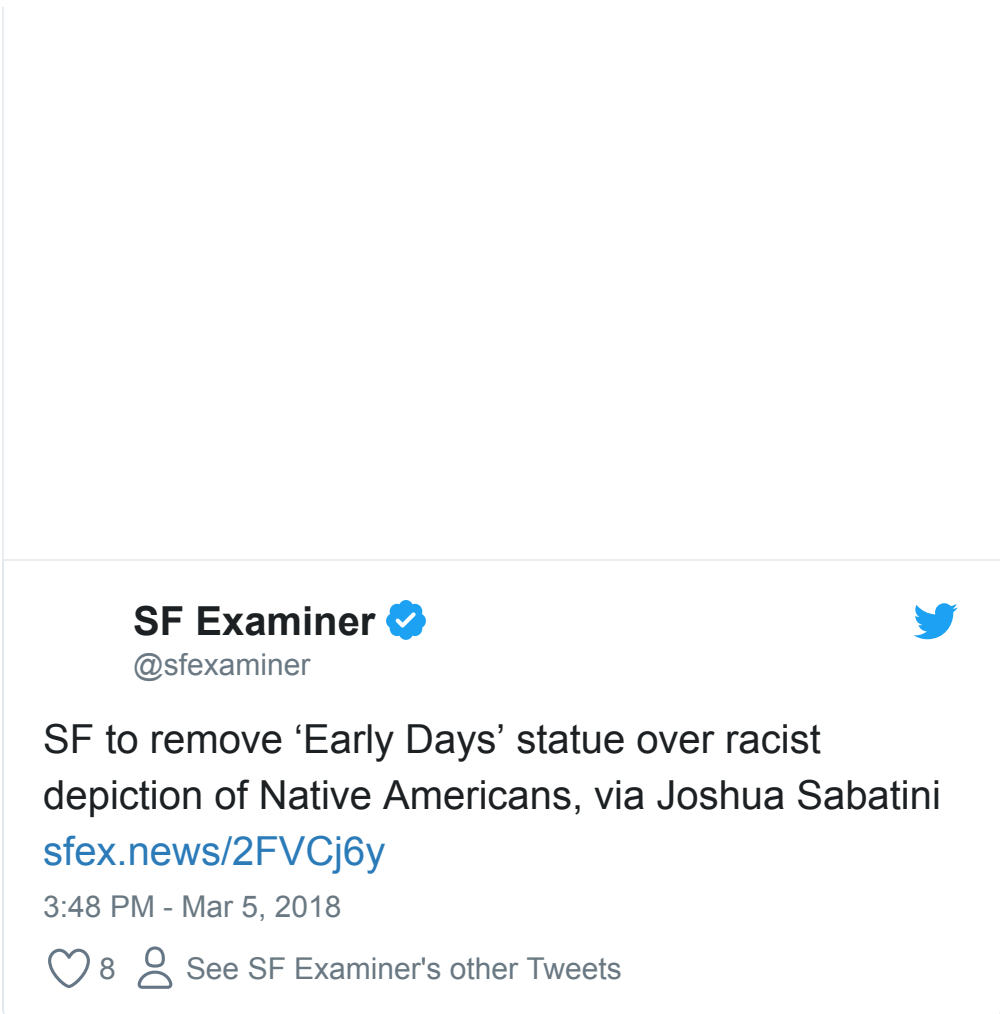 SF Examiner
@sfexaminer
SF to remove ‘Early Days’ statue over racist
depiction of Native Americans, via Joshua Sabatini
sfex.news/2FVCj6y
3:48 PM - Mar 5, 2018
8 See SF Examiner's other Tweets